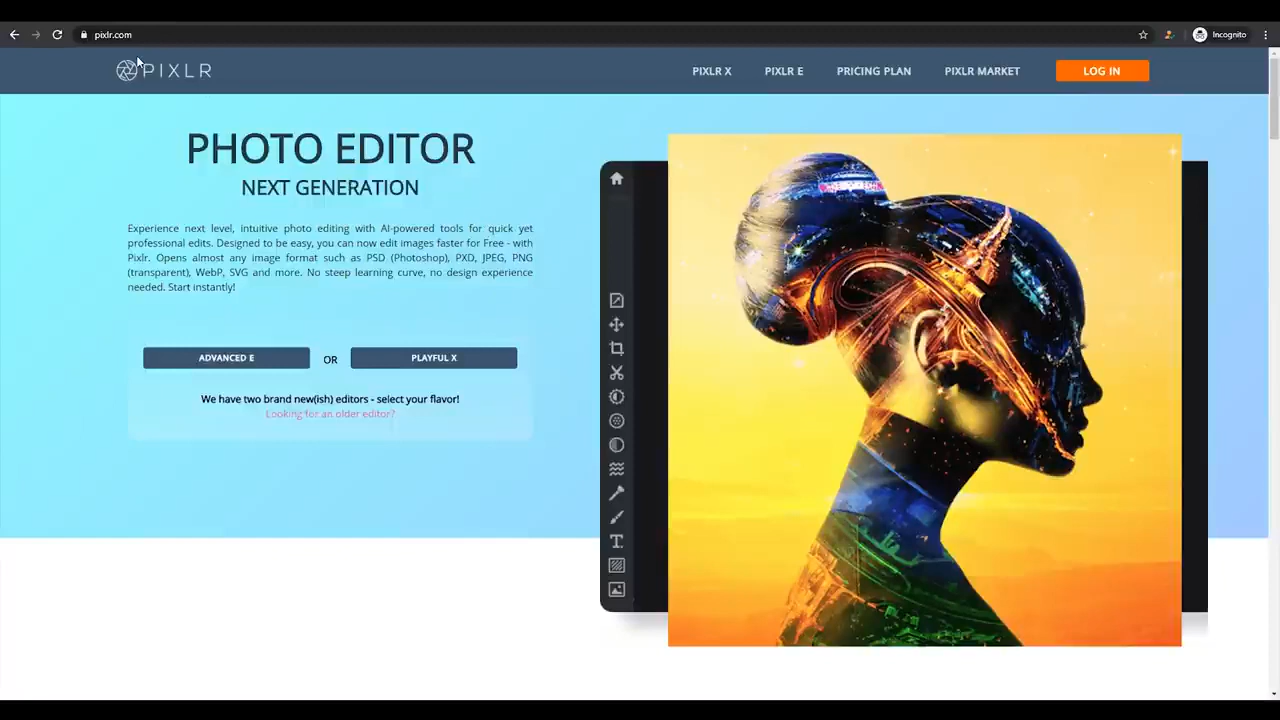 pixlr.com
Incognito
PIXLR
PIXLR X
PIXLR E
PRICING PLAN
PIXLR MARKET
LOG IN
PHOTO EDITOR
NEXT GENERATION
Experience next level, intuitive photo editing with AI-powered tools for quick yet
professional edits. Designed to be easy, you can now edit images faster for Free - with
Pixlr. Opens almost any image format such as PSD (Photoshop), PXD, JPEG, PNG
(transparent), WebP, SVG and more. No steep learning curve, no design experience
needed. Start instantly!
ADVANCED E
OR
PLAYFUL X
We have two brand new(ish) editors - select your flavor!
Looking for an older editor?